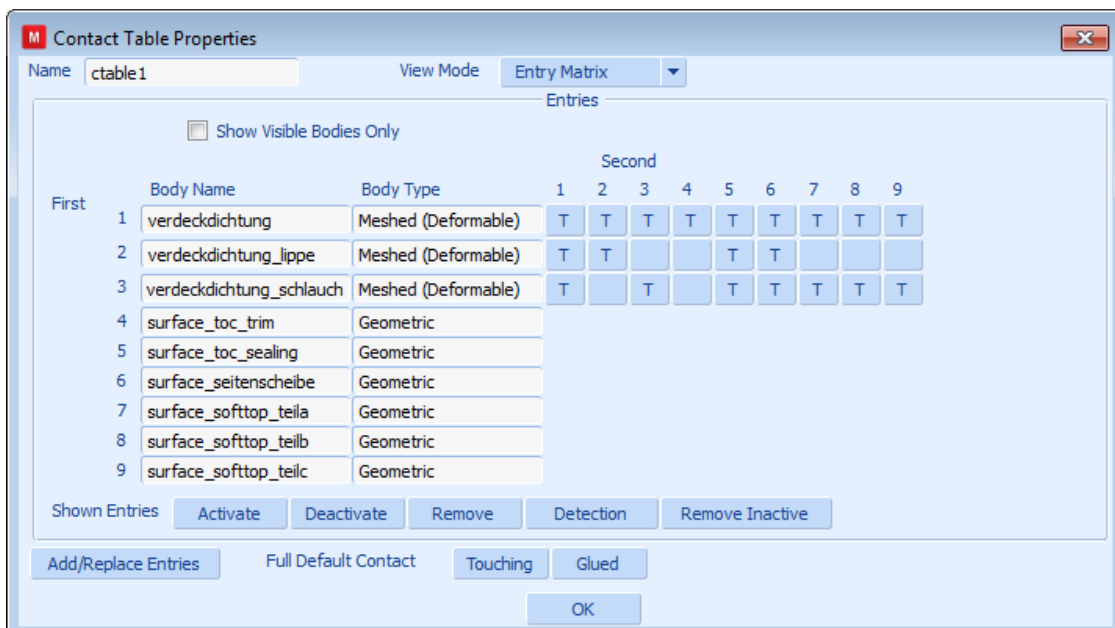 M Contact Table Properties
Name ctable1 View Mode Entry Matrix
Entries
Show Visible Bodies Only
Second
First Body Name Body Type 1 2 3 4 5 6 7 8 9
1 verdeckdichtung Meshed (Deformable) T T T T T T T T T
2 verdeckdichtung_lippe Meshed (Deformable) T T T T
3 verdeckdichtung_schlauch Meshed (Deformable) T T T T T T T
4 surface_toc_trim Geometric
5 surface_toc_sealing Geometric
6 surface_seitenscheibe Geometric
7 surface_softtop_teila Geometric
8 surface_softtop_teilb Geometric
9 surface_softtop_teilc Geometric
Shown Entries Activate Deactivate Remove Detection Remove Inactive
Add/Replace Entries Full Default Contact Touching Glued
OK